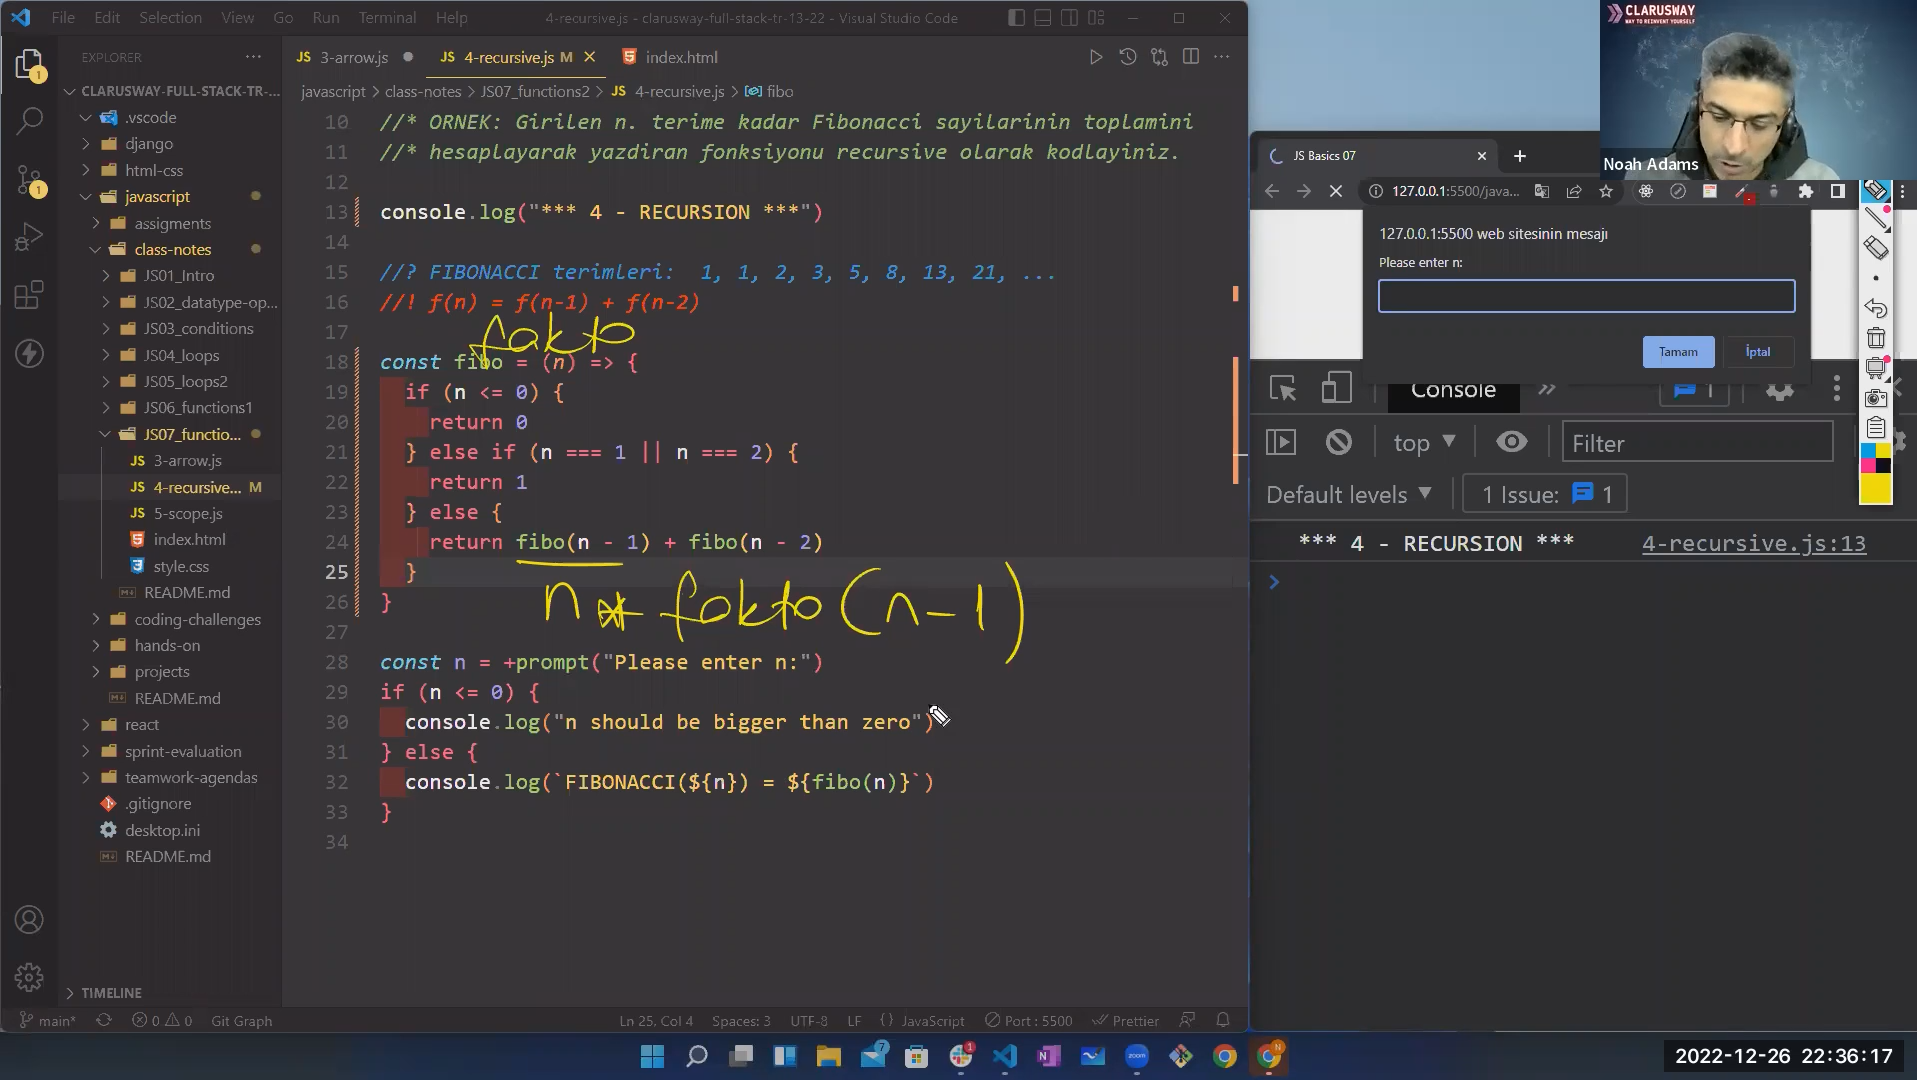 File Edit Selection View Go Run Terminal Help
4-recursive.js - clarusway-full-stack-tr-13-22 - Visual Studio Code
EXPLORER
CLARUSWAY-FULL-STACK-TR-...
.vscode
django
html-css
javascript
assigments
class-notes
JS01_Intro
JS02_datatype-op...
JS03_conditions
JS04_loops
JS05_loops2
JS06_functions1
JS07_functio...
JS 3-arrow.js
JS 4-recursive... M
JS 5-scope.js
index.html
style.css
README.md
coding-challenges
hands-on
projects
README.md
react
sprint-evaluation
teamwork-agendas
.gitignore
desktop.ini
README.md
TIMELINE
JS 3-arrow.js
JS 4-recursive.js M
index.html
javascript > class-notes > JS07_functions2 > JS 4-recursive.js > fibo
10 //* ORNEK: Girilen n. terime kadar Fibonacci sayilarinin toplamini
11 //* hesaplayarak yazdiran fonksiyonu recursive olarak kodlayiniz.
12
13 console.log("*** 4 - RECURSION ***")
14
15 //? FIBONACCI terimleri: 1, 1, 2, 3, 5, 8, 13, 21, ...
16 //! f(n) = f(n-1) + f(n-2)
17
fakto
18 const fibo = (n) => {
19 if (n <= 0) {
20 return 0
21 } else if (n === 1 || n === 2) {
22 return 1
23 } else {
24 return fibo(n - 1) + fibo(n - 2)
25 }
n * fakto (n-1)
26 }
27
28 const n = +prompt("Please enter n:")
29 if (n <= 0) {
30 console.log("n should be bigger than zero")
31 } else {
32 console.log(`FIBONACCI(${n}) = ${fibo(n)}`)
33 }
34
main* 0 0 Git Graph
Ln 25, Col 4 Spaces: 3 UTF-8 LF {} JavaScript Port : 5500 Prettier
CLARUSWAY
WAY TO REINVENT YOURSELF
Noah Adams
JS Basics 07
127.0.0.1:5500/java...
127.0.0.1:5500 web sitesinin mesajı
Please enter n:
Tamam İptal
Console 1
top Filter
Default levels 1 Issue: 1
*** 4 - RECURSION *** 4-recursive.js:13
2022-12-26 22:36:17